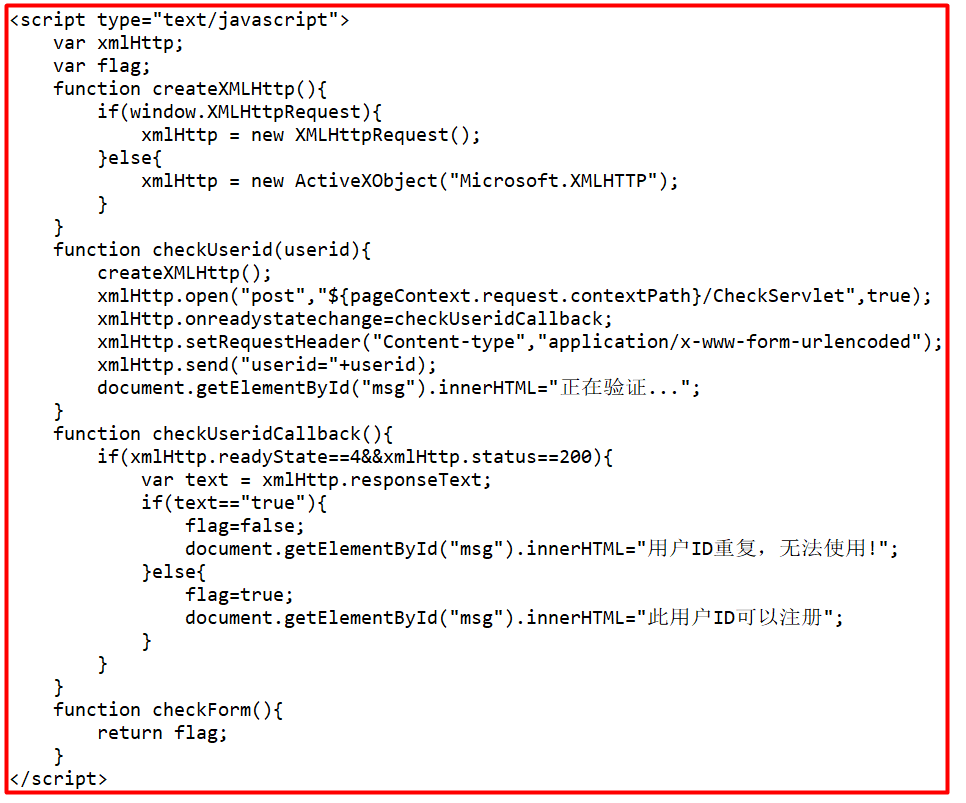 <script type="text/javascript">
    var xmlHttp;
    var flag;
    function createXMLHttp(){
        if(window.XMLHttpRequest){
            xmlHttp = new XMLHttpRequest();
        }else{
            xmlHttp = new ActiveXObject("Microsoft.XMLHTTP");
        }
    }
    function checkUserid(userid){
        createXMLHttp();
        xmlHttp.open("post","${pageContext.request.contextPath}/CheckServlet",true);
        xmlHttp.onreadystatechange=checkUseridCallback;
        xmlHttp.setRequestHeader("Content-type","application/x-www-form-urlencoded");
        xmlHttp.send("userid="+userid);
        document.getElementById("msg").innerHTML="正在验证...";
    }
    function checkUseridCallback(){
        if(xmlHttp.readyState==4&&xmlHttp.status==200){
            var text = xmlHttp.responseText;
            if(text=="true"){
                flag=false;
                document.getElementById("msg").innerHTML="用户ID重复，无法使用!";
            }else{
                flag=true;
                document.getElementById("msg").innerHTML="此用户ID可以注册";
            }
        }
    }
    function checkForm(){
        return flag;
    }
</script>